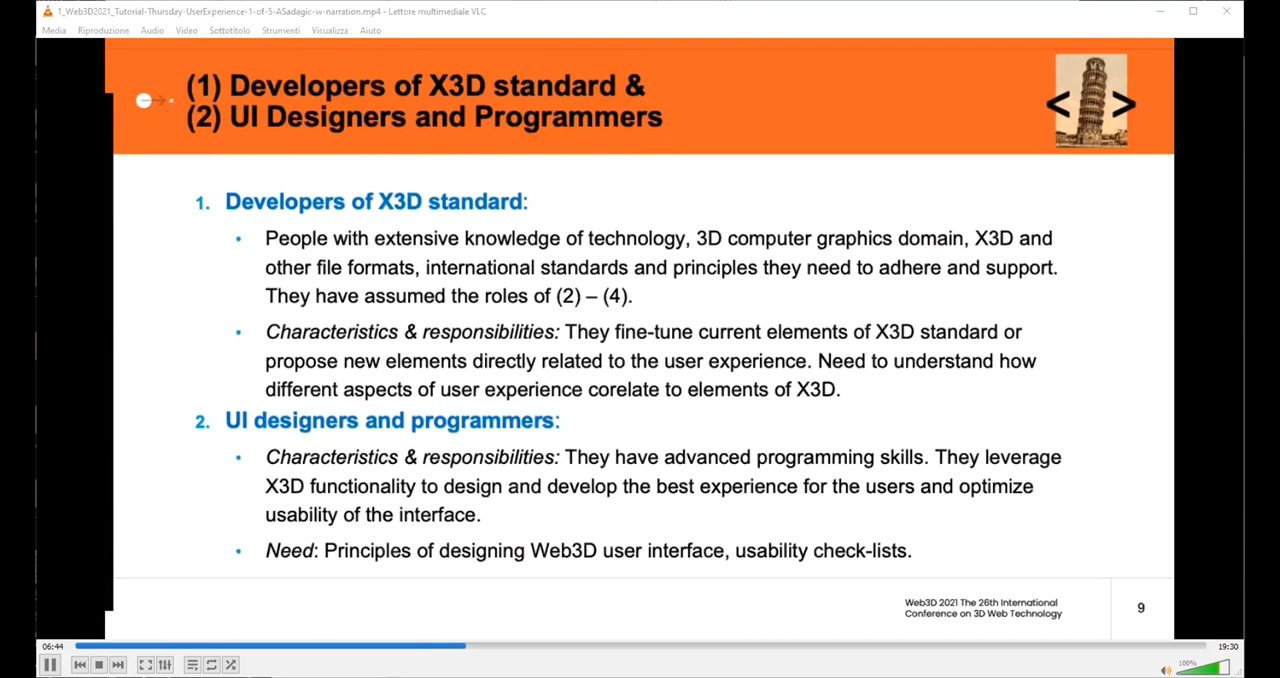 1_Web3D2021_Tutorial-Thursday-UserExperience-1-of-5-ASadagic-w-narration.mp4 - Lettore multimediale VLC
Media Riproduzione Audio Video Sottotitolo Strumenti Visualizza Aiuto
(1) Developers of X3D standard &
(2) UI Designers and Programmers
< >
1. Developers of X3D standard:
• People with extensive knowledge of technology, 3D computer graphics domain, X3D and
other file formats, international standards and principles they need to adhere and support.
They have assumed the roles of (2) – (4).
• Characteristics & responsibilities: They fine-tune current elements of X3D standard or
propose new elements directly related to the user experience. Need to understand how
different aspects of user experience corelate to elements of X3D.
2. UI designers and programmers:
• Characteristics & responsibilities: They have advanced programming skills. They leverage
X3D functionality to design and develop the best experience for the users and optimize
usability of the interface.
• Need: Principles of designing Web3D user interface, usability check-lists.
Web3D 2021 The 26th International
Conference on 3D Web Technology
9
06:44 19:30
100%